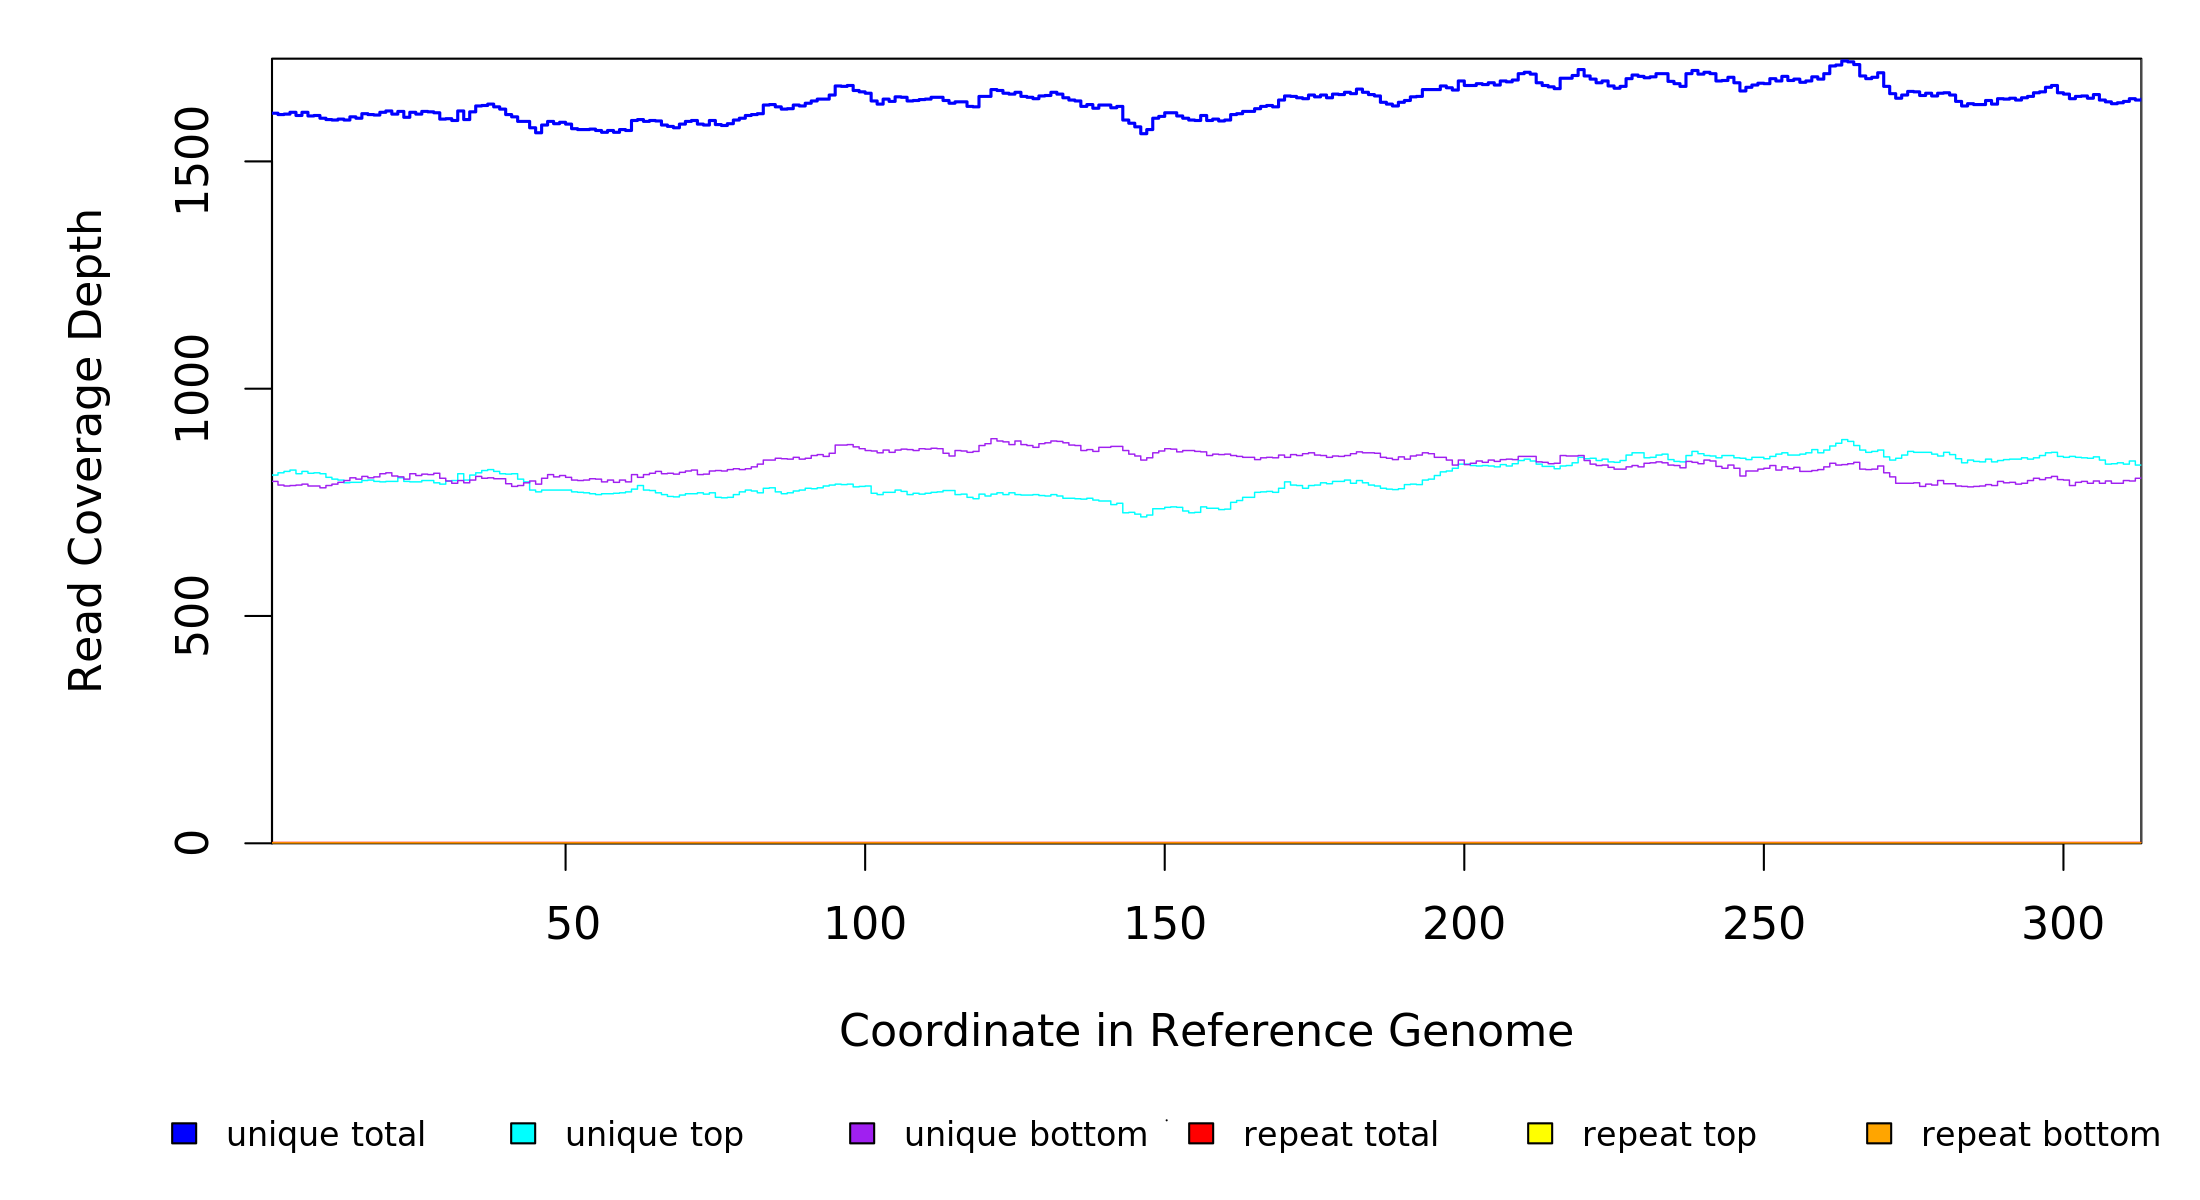 Read Coverage Depth
1500
1000
500
0
50 100 150 200 250 300
Coordinate in Reference Genome
unique total unique top unique bottom repeat total repeat top repeat bottom